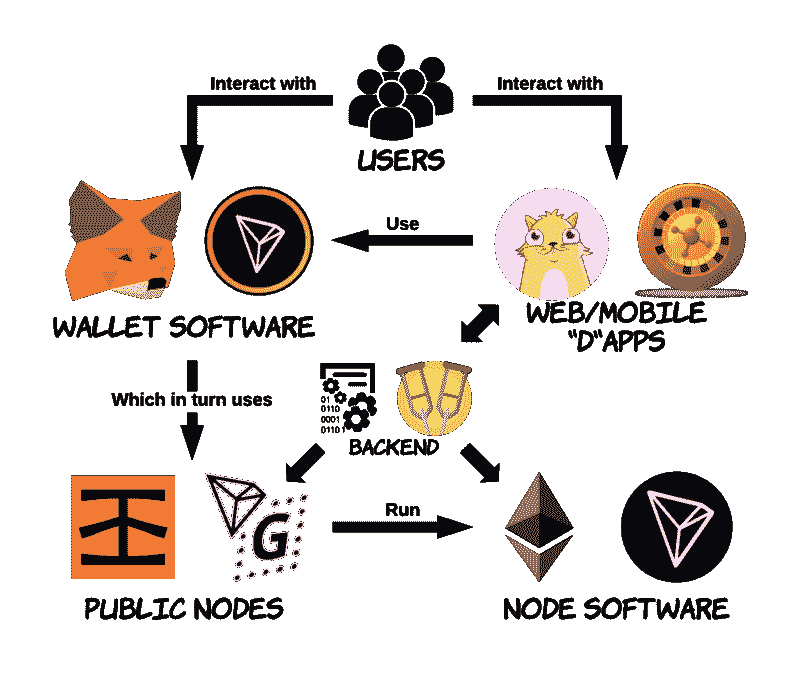 Interact with
Interact with
USERS
Use
WALLET SOFTWARE
WEB/MOBILE
"D"APPS
Which in turn uses
01
0110
0001
01101
BACKEND
G
Run
PUBLIC NODES
NODE SOFTWARE